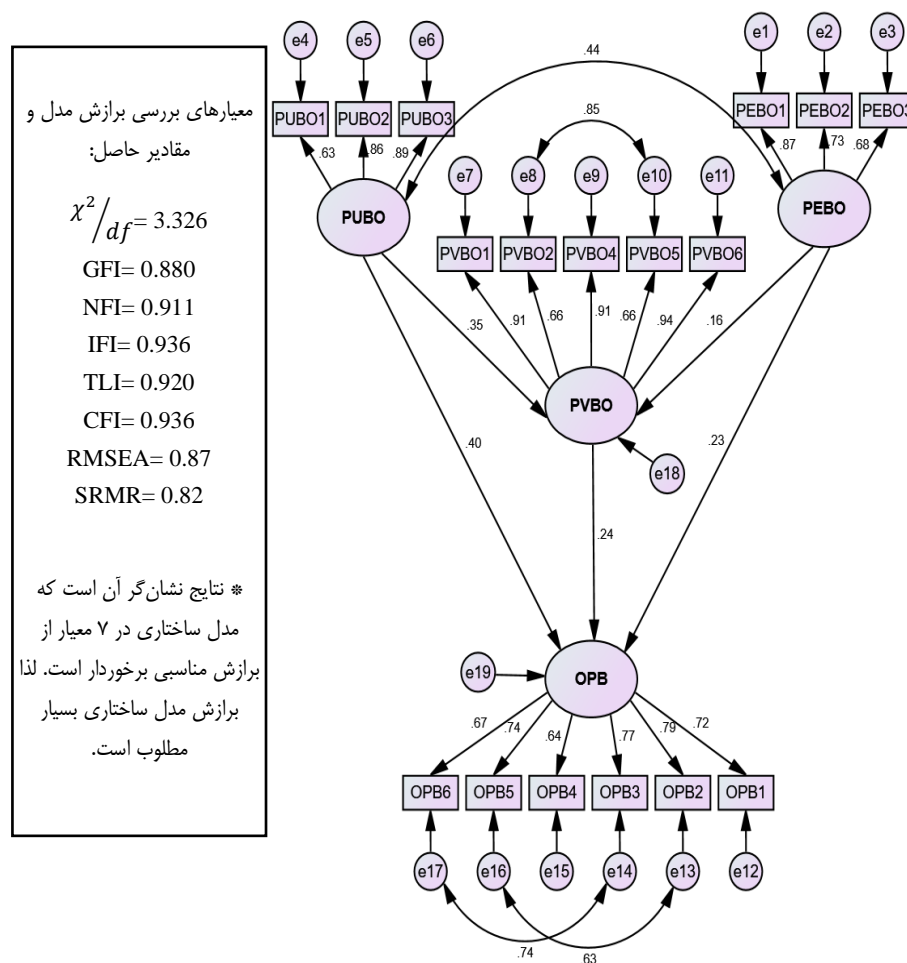 معیارهای بررسی برازش مدل و
مقادیر حاصل:
χ²/df= 3.326
GFI= 0.880
NFI= 0.911
IFI= 0.936
TLI= 0.920
CFI= 0.936
RMSEA= 0.87
SRMR= 0.82
* نتایج نشان‌گر آن است که
مدل ساختاری در ۷ معیار از
برازش مناسبی برخوردار است. لذا
برازش مدل ساختاری بسیار
مطلوب است.
e4 e5 e6 e1 e2 e3
.44
PUBO1 PUBO2 PUBO3 PEBO1 PEBO2 PEBO3
.63 .86 .89 .87 .73 .68
.85
e7 e8 e9 e10 e11
PUBO PEBO
PVBO1 PVBO2 PVBO4 PVBO5 PVBO6
.35 .91 .66 .91 .66 .94 .16
PVBO
.40 .23
e18
.24
e19 OPB
.67 .74 .64 .77 .79 .72
OPB6 OPB5 OPB4 OPB3 OPB2 OPB1
e17 e16 e15 e14 e13 e12
.74 .63